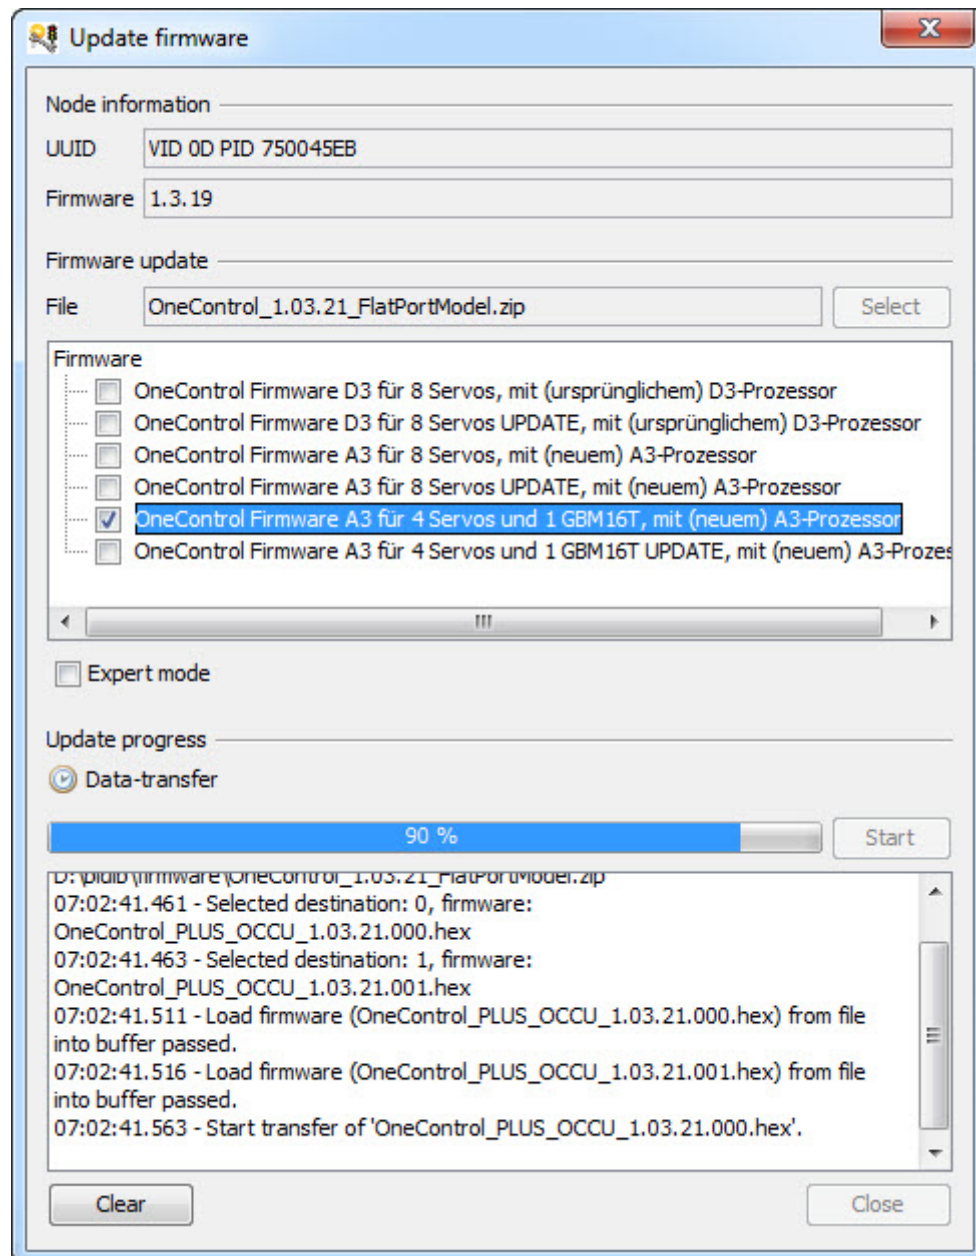 Update firmware
Node information
UUID VID 0D PID 750045EB
Firmware 1.3.19
Firmware update
File OneControl_1.03.21_FlatPortModel.zip Select
Firmware
OneControl Firmware D3 für 8 Servos, mit (ursprünglichem) D3-Prozessor
OneControl Firmware D3 für 8 Servos UPDATE, mit (ursprünglichem) D3-Prozessor
OneControl Firmware A3 für 8 Servos, mit (neuem) A3-Prozessor
OneControl Firmware A3 für 8 Servos UPDATE, mit (neuem) A3-Prozessor
OneControl Firmware A3 für 4 Servos und 1 GBM16T, mit (neuem) A3-Prozessor
OneControl Firmware A3 für 4 Servos und 1 GBM16T UPDATE, mit (neuem) A3-Prozes
Expert mode
Update progress
Data-transfer
90 % Start
D:\bidib\firmware\OneControl_1.03.21_FlatPortModel.zip
07:02:41.461 - Selected destination: 0, firmware:
OneControl_PLUS_OCCU_1.03.21.000.hex
07:02:41.463 - Selected destination: 1, firmware:
OneControl_PLUS_OCCU_1.03.21.001.hex
07:02:41.511 - Load firmware (OneControl_PLUS_OCCU_1.03.21.000.hex) from file
into buffer passed.
07:02:41.516 - Load firmware (OneControl_PLUS_OCCU_1.03.21.001.hex) from file
into buffer passed.
07:02:41.563 - Start transfer of 'OneControl_PLUS_OCCU_1.03.21.000.hex'.
Clear Close